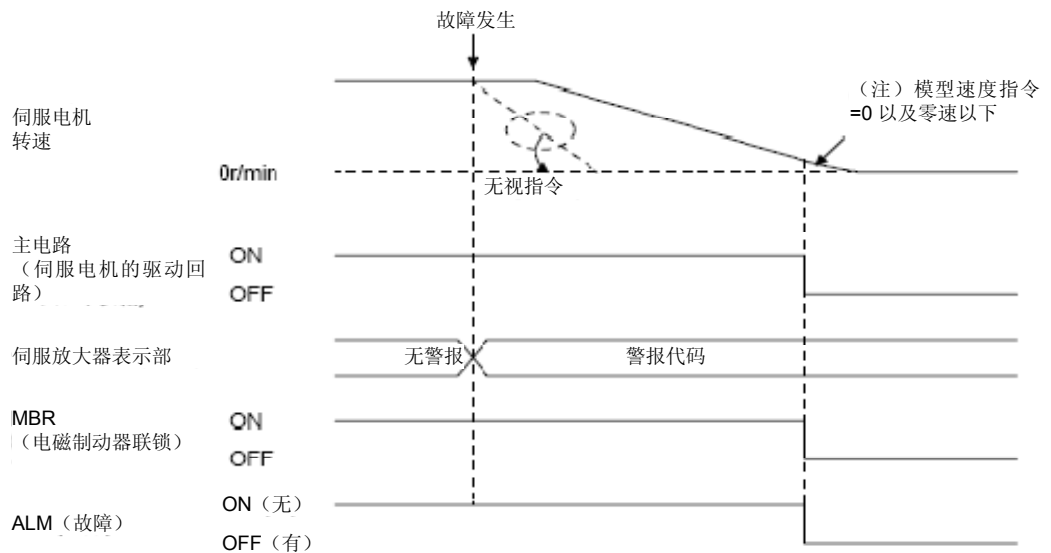 故障发生
（注）模型速度指令
=0 以及零速以下
伺服电机
转速
0r/min
无视指令
主电路
（伺服电机的驱动回
路）
ON
OFF
伺服放大器表示部
无警报
警报代码
MBR
（电磁制动器联锁）
ON
OFF
ALM（故障）
ON（无）
OFF（有）